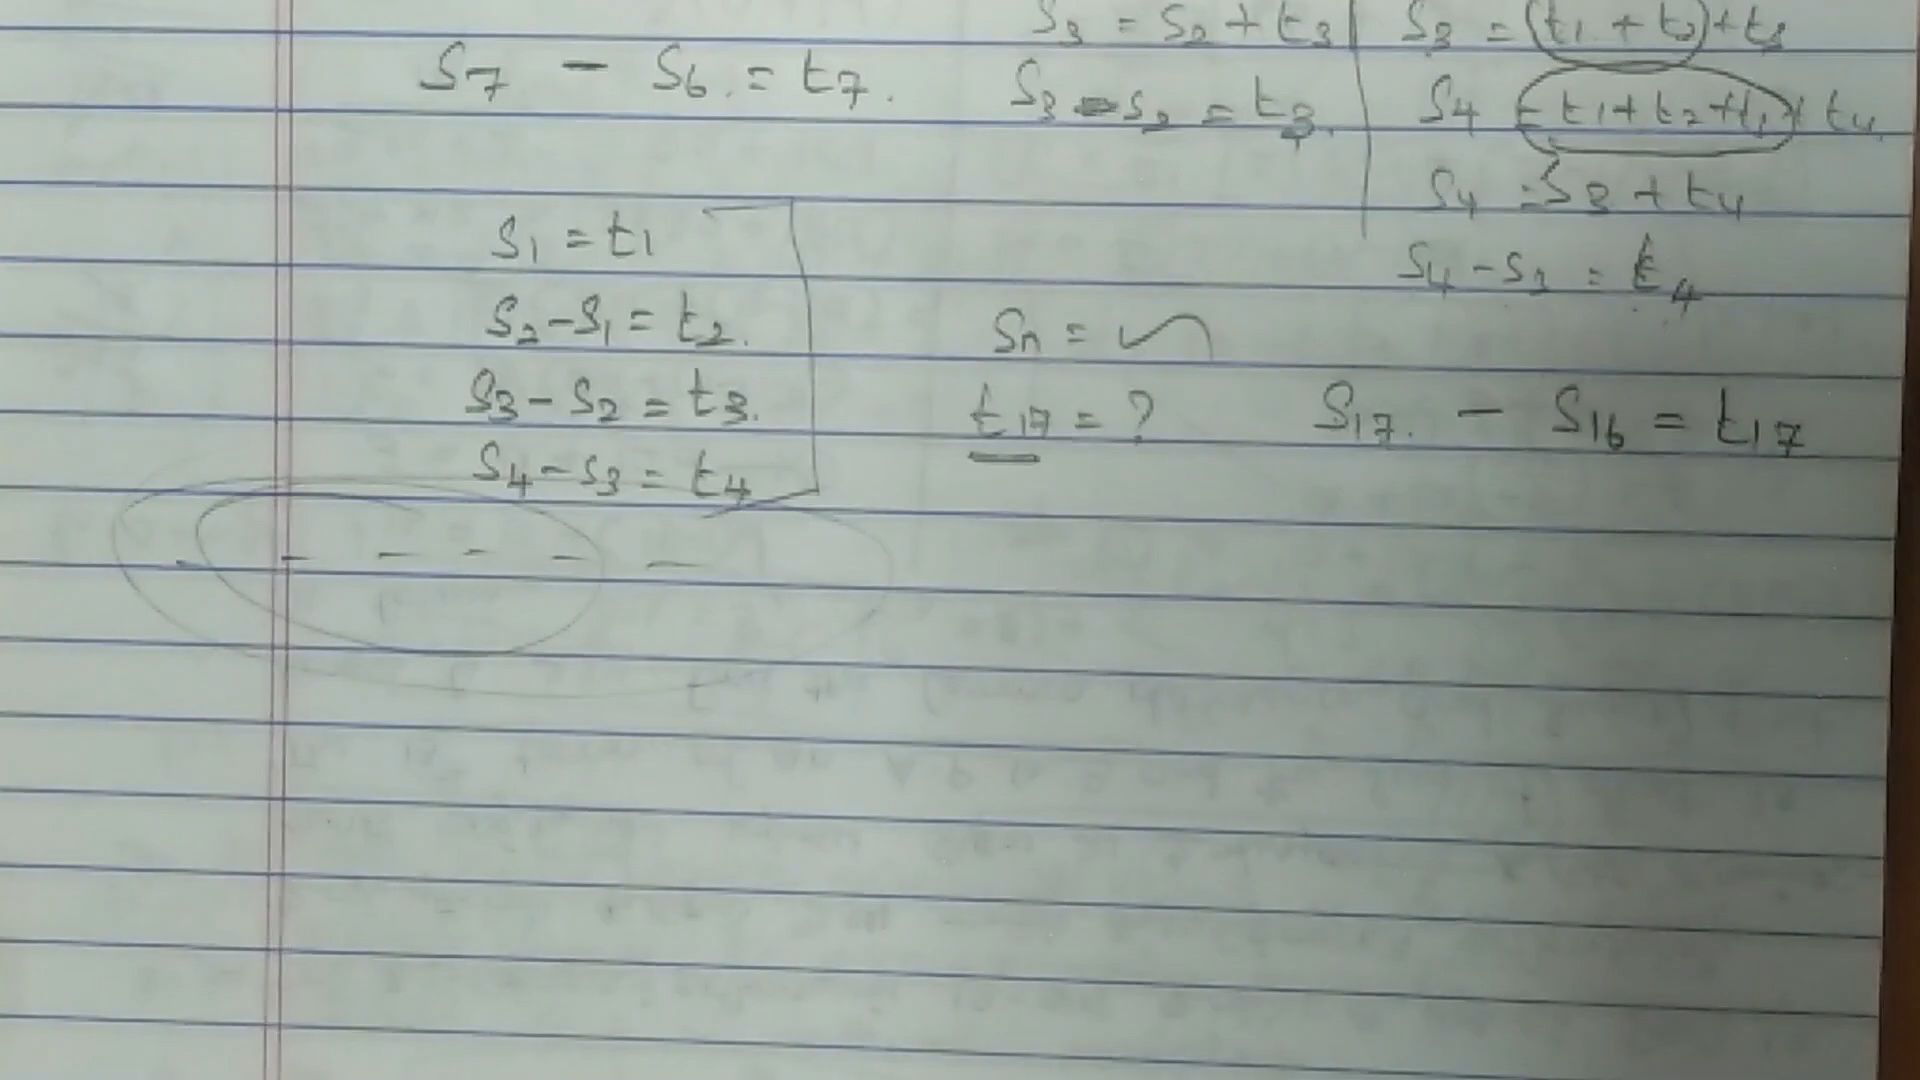 S3 = S2 + t3
S3 = (t1 + t2) + t3
S7 - S6 = t7.
S3 - S2 = t3.
S4 = t1 + t2 + t3 + t4
S4 = S3 + t4
S1 = t1
S4 - S3 = t4
S2 - S1 = t2.
Sn =
S3 - S2 = t3.
t17 = ?
S17. - S16 = t17
S4 - S3 = t4
- - - - - -